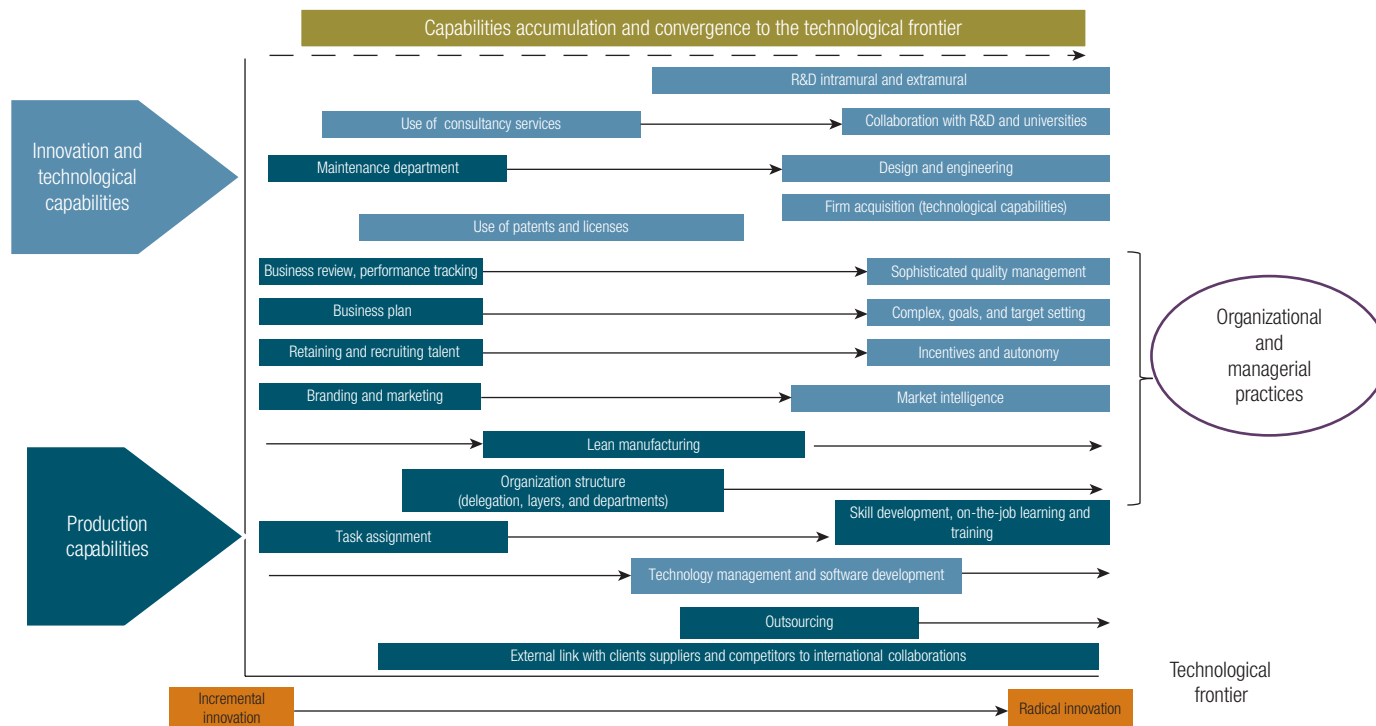 Capabilities accumulation and convergence to the technological frontier
R&D intramural and extramural
Use of consultancy services
Collaboration with R&D and universities
Innovation and
technological
capabilities
Maintenance department
Design and engineering
Firm acquisition (technological capabilities)
Use of patents and licenses
Business review, performance tracking
Sophisticated quality management
Business plan
Complex, goals, and target setting
Retaining and recruiting talent
Incentives and autonomy
Branding and marketing
Market intelligence
Organizational
and
managerial
practices
Lean manufacturing
Organization structure
(delegation, layers, and departments)
Production
capabilities
Task assignment
Skill development, on-the-job learning and
training
Technology management and software development
Outsourcing
External link with clients suppliers and competitors to international collaborations
Technological
frontier
Incremental
innovation
Radical innovation